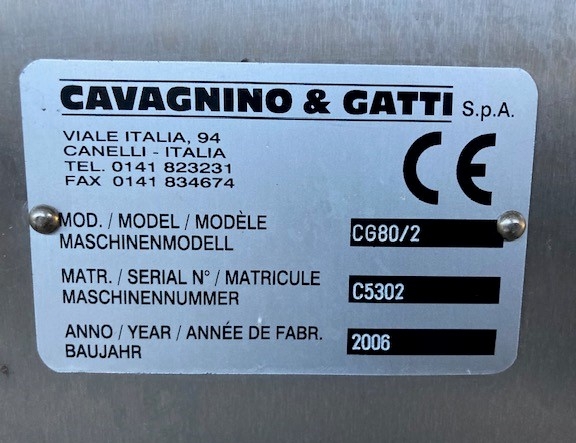 CAVAGNINO & GATTI S.p.A.
VIALE ITALIA, 94
CANELLI - ITALIA
TEL. 0141 823231
FAX 0141 834674
CE
MOD. / MODEL / MODÈLE
MASCHINENMODELL
CG80/2
MATR. / SERIAL N° / MATRICULE
MASCHINENNUMMER
C5302
ANNO / YEAR / ANNÉE DE FABR.
BAUJAHR
2006